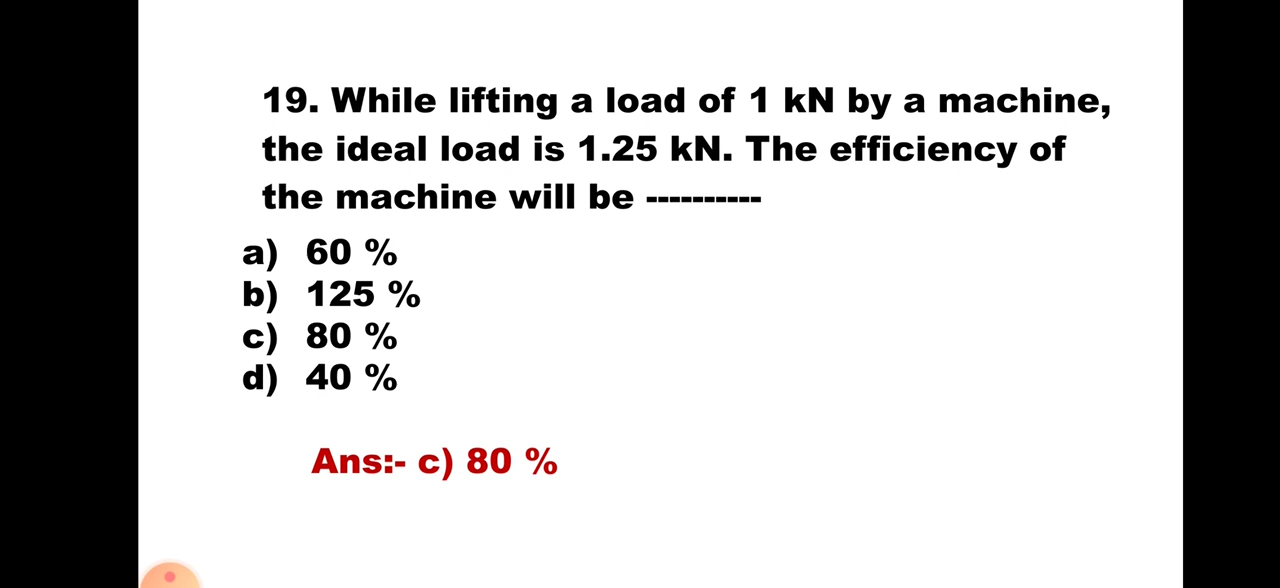 19. While lifting a load of 1 kN by a machine,
the ideal load is 1.25 kN. The efficiency of
the machine will be ----------
a) 60 %
b) 125 %
c) 80 %
d) 40 %
Ans:- c) 80 %